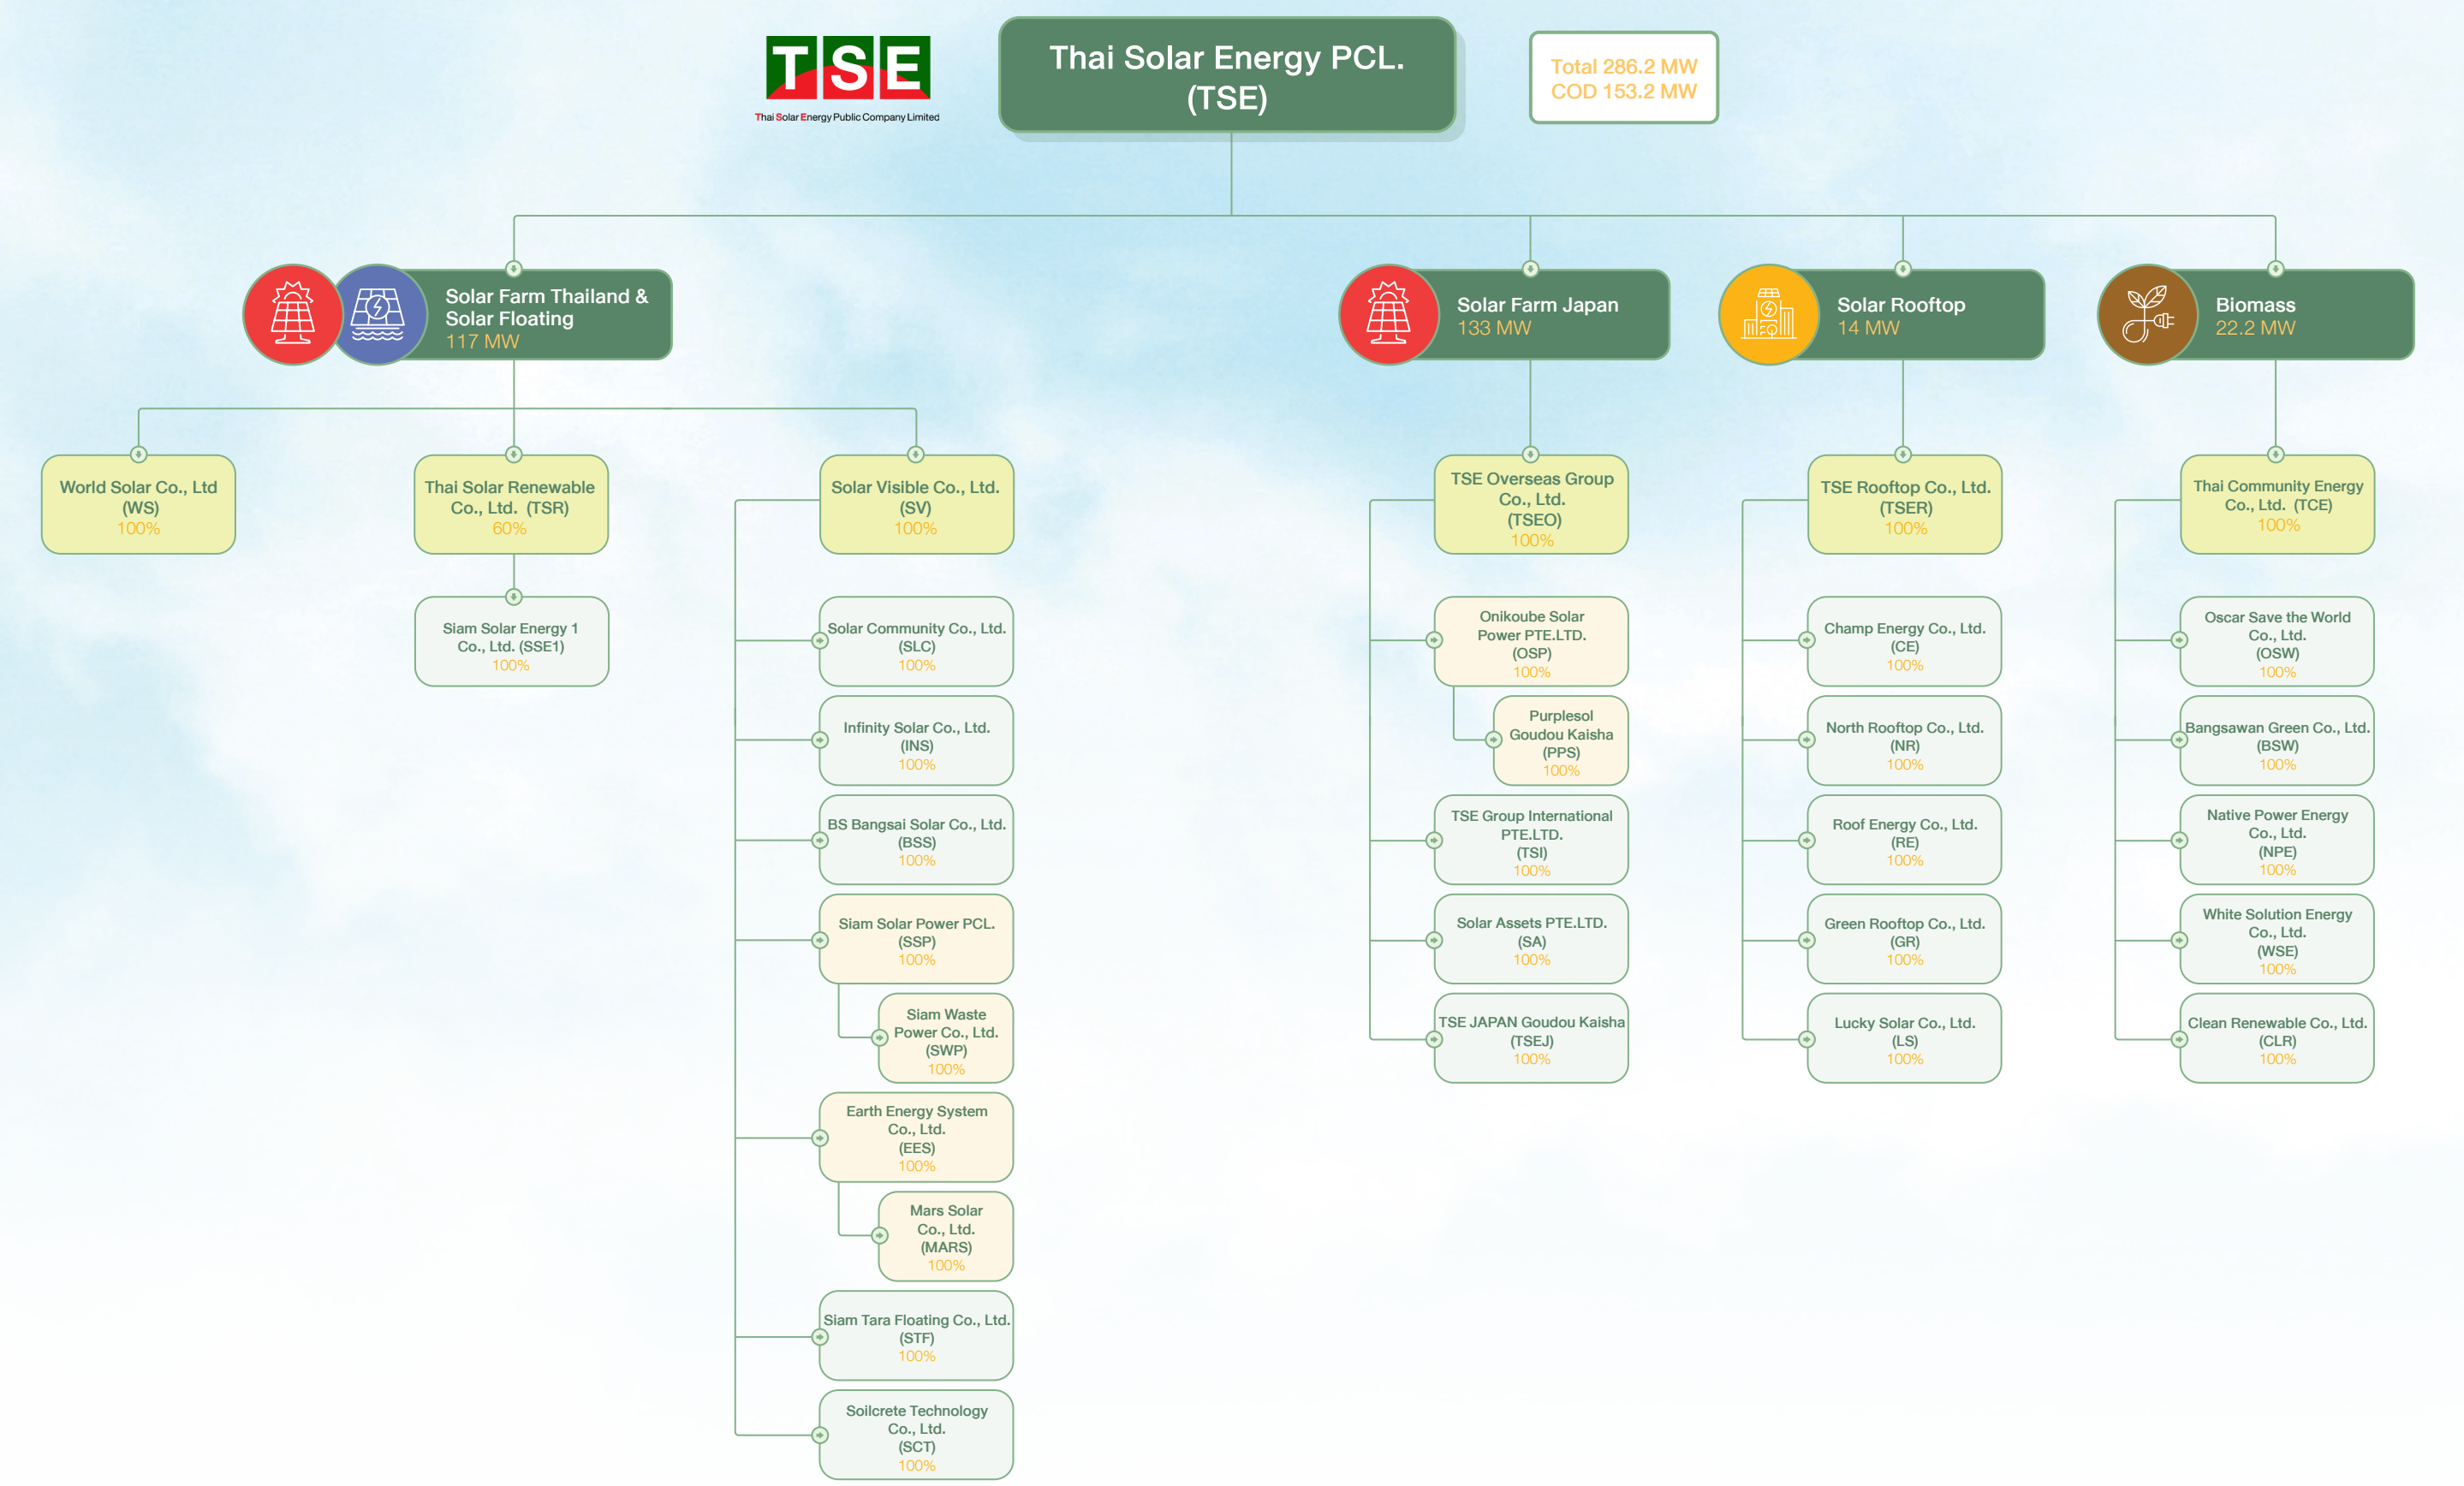 TSE
Thai Solar Energy Public Company Limited
Thai Solar Energy PCL.
(TSE)
Total 286.2 MW
COD 153.2 MW
Solar Farm Thailand &
Solar Floating
117 MW
Solar Farm Japan
133 MW
Solar Rooftop
14 MW
Biomass
22.2 MW
World Solar Co., Ltd
(WS)
100%
Thai Solar Renewable
Co., Ltd. (TSR)
60%
Siam Solar Energy 1
Co., Ltd. (SSE1)
100%
Solar Visible Co., Ltd.
(SV)
100%
Solar Community Co., Ltd.
(SLC)
100%
Infinity Solar Co., Ltd.
(INS)
100%
BS Bangsai Solar Co., Ltd.
(BSS)
100%
Siam Solar Power PCL.
(SSP)
100%
Siam Waste
Power Co., Ltd.
(SWP)
100%
Earth Energy System
Co., Ltd.
(EES)
100%
Mars Solar
Co., Ltd.
(MARS)
100%
Siam Tara Floating Co., Ltd.
(STF)
100%
Soilcrete Technology
Co., Ltd.
(SCT)
100%
TSE Overseas Group
Co., Ltd.
(TSEO)
100%
Onikoube Solar
Power PTE.LTD.
(OSP)
100%
Purplesol
Goudou Kaisha
(PPS)
100%
TSE Group International
PTE.LTD.
(TSI)
100%
Solar Assets PTE.LTD.
(SA)
100%
TSE JAPAN Goudou Kaisha
(TSEJ)
100%
TSE Rooftop Co., Ltd.
(TSER)
100%
Champ Energy Co., Ltd.
(CE)
100%
North Rooftop Co., Ltd.
(NR)
100%
Roof Energy Co., Ltd.
(RE)
100%
Green Rooftop Co., Ltd.
(GR)
100%
Lucky Solar Co., Ltd.
(LS)
100%
Thai Community Energy
Co., Ltd. (TCE)
100%
Oscar Save the World
Co., Ltd.
(OSW)
100%
Bangsawan Green Co., Ltd.
(BSW)
100%
Native Power Energy
Co., Ltd.
(NPE)
100%
White Solution Energy
Co., Ltd.
(WSE)
100%
Clean Renewable Co., Ltd.
(CLR)
100%